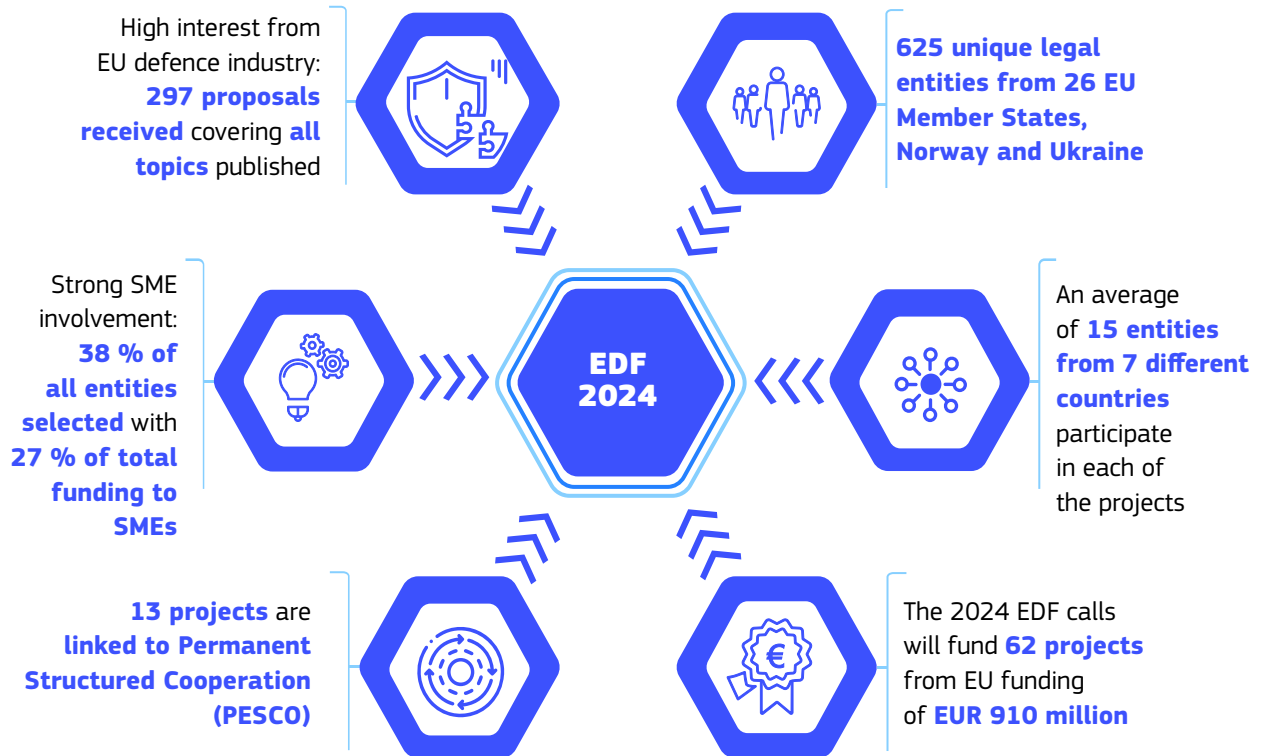 High interest from
EU defence industry:
297 proposals
received covering all
topics published
625 unique legal
entities from 26 EU
Member States,
Norway and Ukraine
Strong SME
involvement:
38 % of
all entities
selected with
27 % of total
funding to
SMEs
EDF
2024
An average
of 15 entities
from 7 different
countries
participate
in each of
the projects
13 projects are
linked to Permanent
Structured Cooperation
(PESCO)
€
The 2024 EDF calls
will fund 62 projects
from EU funding
of EUR 910 million